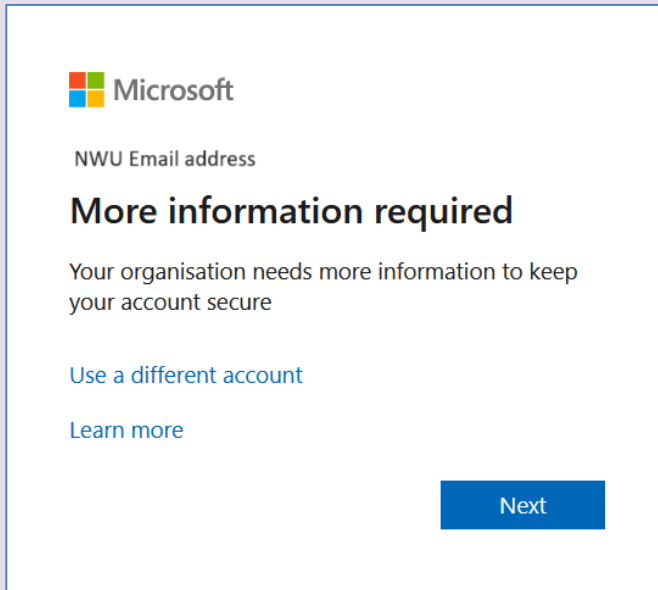 Microsoft
NWU Email address
More information required
Your organisation needs more information to keep
your account secure
Use a different account
Learn more
Next